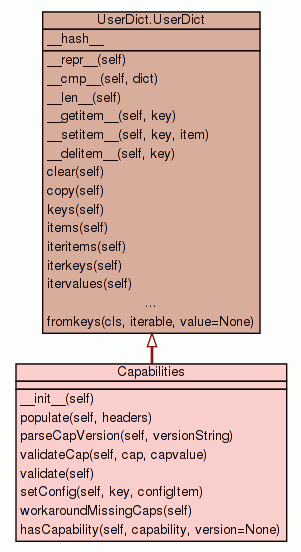 UserDict.UserDict
__hash__
__repr__(self)
__cmp__(self, dict)
__len__(self)
__getitem__(self, key)
__setitem__(self, key, item)
__delitem__(self, key)
clear(self)
copy(self)
keys(self)
items(self)
iteritems(self)
iterkeys(self)
itervalues(self)
...
fromkeys(cls, iterable, value=None)
Capabilities
__init__(self)
populate(self, headers)
parseCapVersion(self, versionString)
validateCap(self, cap, capvalue)
validate(self)
setConfig(self, key, configItem)
workaroundMissingCaps(self)
hasCapability(self, capability, version=None)